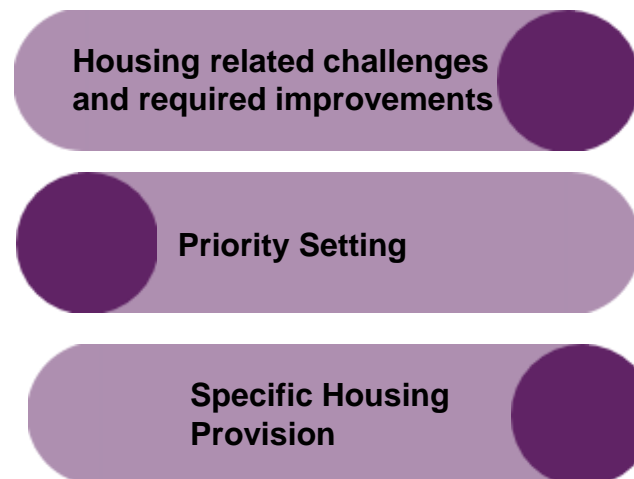 Housing related challenges
and required improvements
Priority Setting
Specific Housing
Provision